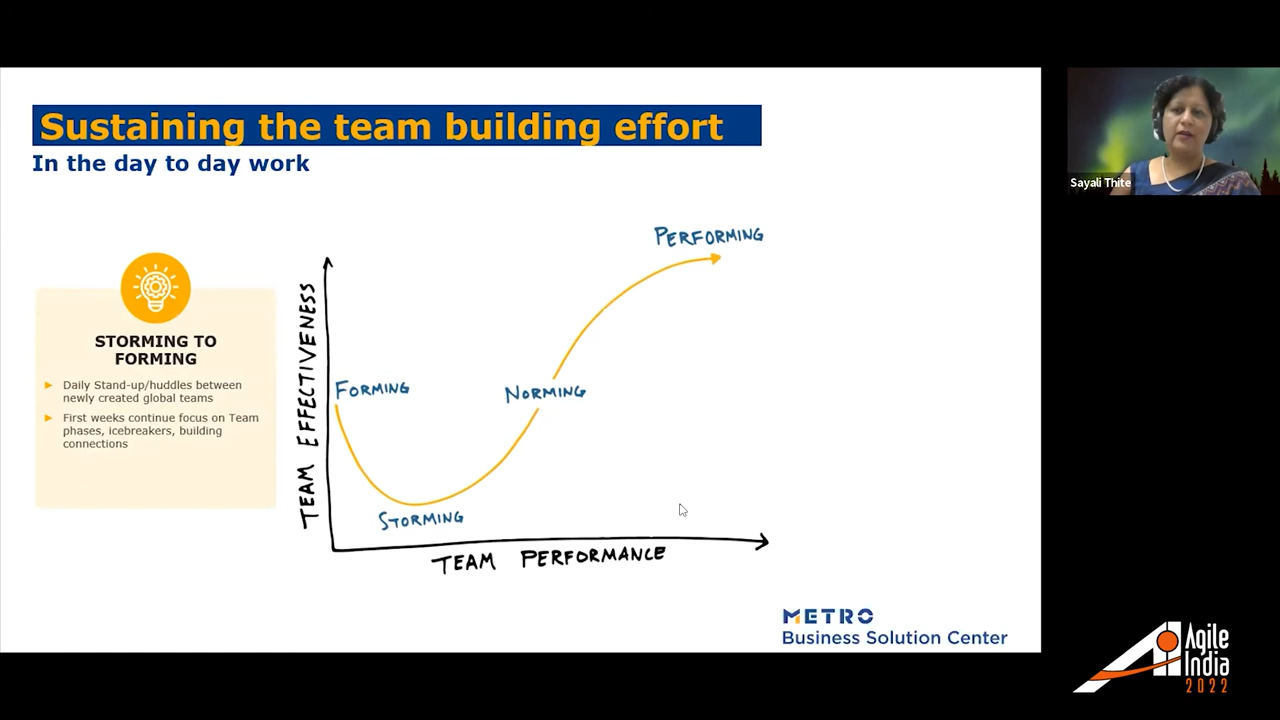 Sustaining the team building effort
In the day to day work
Sayali Thite
STORMING TO
FORMING
Daily Stand-up/huddles between
newly created global teams
First weeks continue focus on Team
phases, icebreakers, building
connections
TEAM EFFECTIVENESS
FORMING
STORMING
NORMING
PERFORMING
TEAM PERFORMANCE
METRO
Business Solution Center
Agile
India
2022